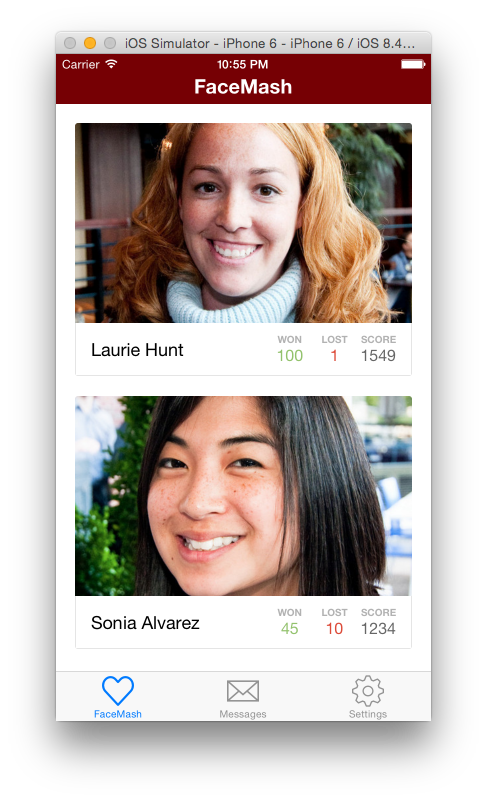 iOS Simulator - iPhone 6 - iPhone 6 / iOS 8.4...
Carrier 10:55 PM
FaceMash
WON LOST SCORE
Laurie Hunt 100 1 1549
WON LOST SCORE
Sonia Alvarez 45 10 1234
FaceMash Messages Settings